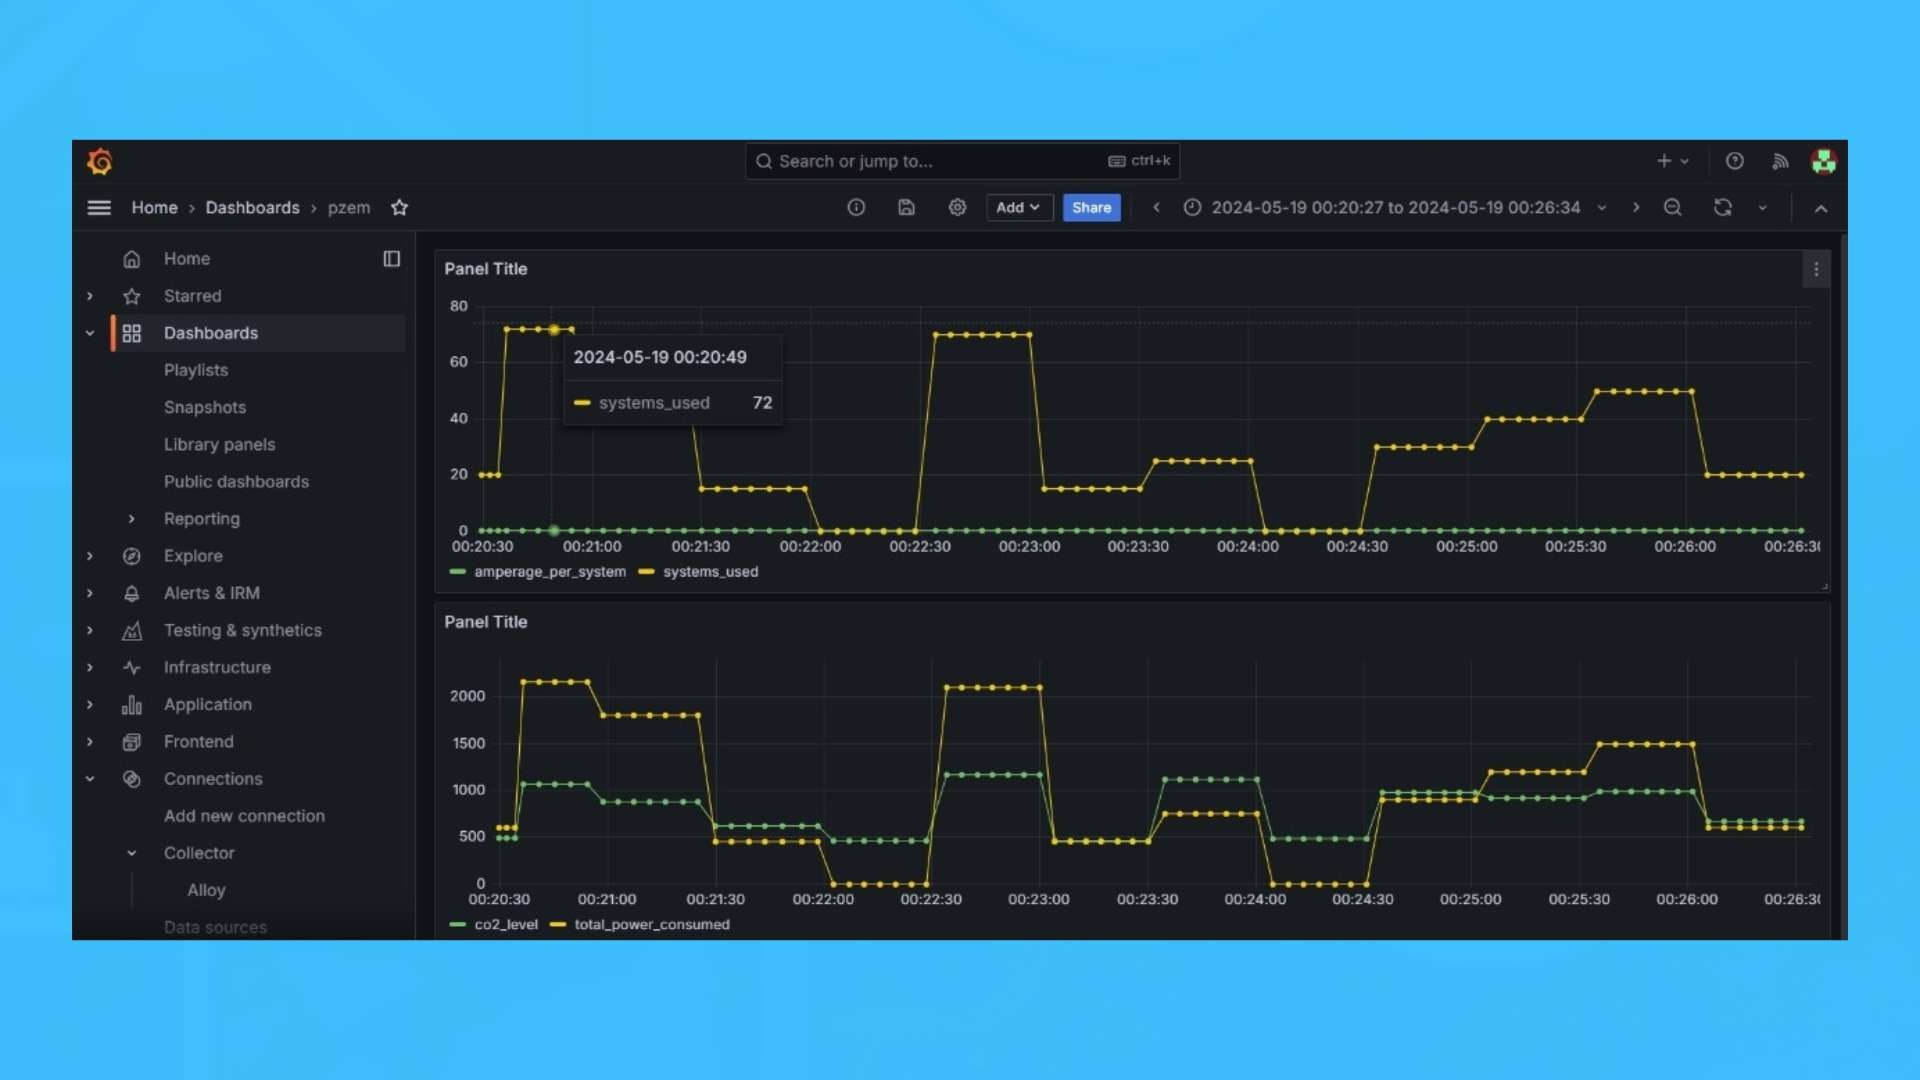 Search or jump to... ctrl+k
Home › Dashboards › pzem
Add
Share
2024-05-19 00:20:27 to 2024-05-19 00:26:34
Home
Starred
Dashboards
Playlists
Snapshots
Library panels
Public dashboards
Reporting
Explore
Alerts & IRM
Testing & synthetics
Infrastructure
Application
Frontend
Connections
Add new connection
Collector
Alloy
Data sources
Panel Title
80
60
40
20
0
2024-05-19 00:20:49
systems_used 72
00:20:30 00:21:00 00:21:30 00:22:00 00:22:30 00:23:00 00:23:30 00:24:00 00:24:30 00:25:00 00:25:30 00:26:00 00:26:30
amperage_per_system systems_used
Panel Title
2000
1500
1000
500
0
00:20:30 00:21:00 00:21:30 00:22:00 00:22:30 00:23:00 00:23:30 00:24:00 00:24:30 00:25:00 00:25:30 00:26:00 00:26:30
co2_level total_power_consumed